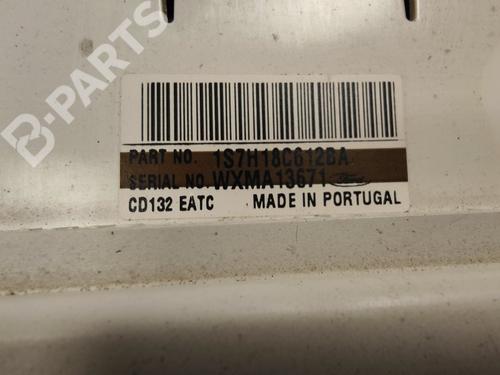 B-PARTS
PART NO. 1S7H18C612BA
SERIAL NO. WXMA13671 Ford
CD132 EATC MADE IN PORTUGAL